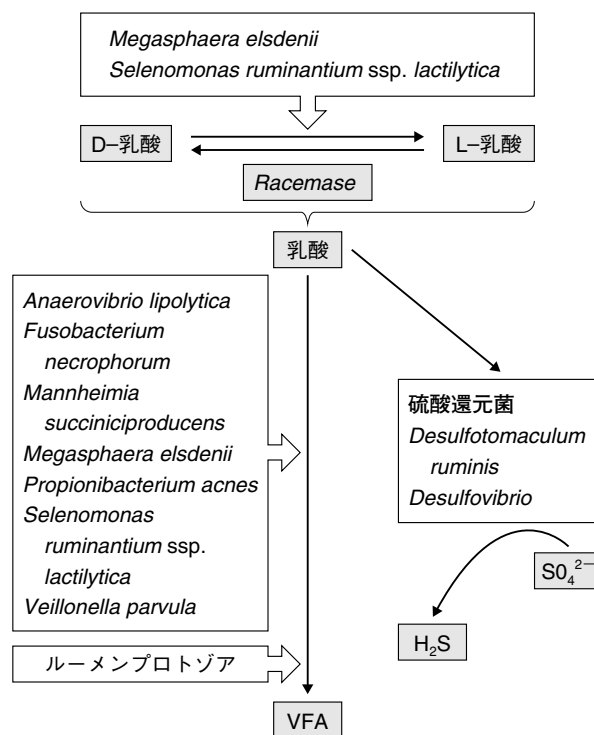 Megasphaera elsdenii
Selenomonas ruminantium ssp. lactilytica
D–乳酸
L–乳酸
Racemase
乳酸
Anaerovibrio lipolytica
Fusobacterium
necrophorum
Mannheimia
succiniciproducens
Megasphaera elsdenii
Propionibacterium acnes
Selenomonas
ruminantium ssp.
lactilytica
Veillonella parvula
硫酸還元菌
Desulfotomaculum
ruminis
Desulfovibrio
S0₄²⁻
H₂S
ルーメンプロトゾア
VFA